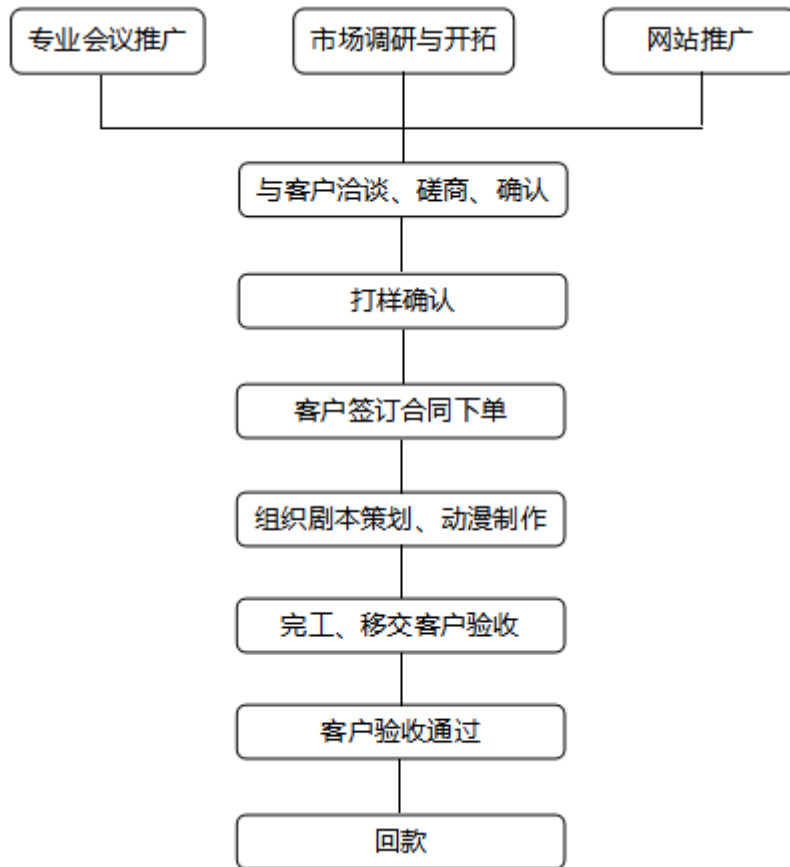 专业会议推广
市场调研与开拓
网站推广
与客户洽谈、磋商、确认
打样确认
客户签订合同下单
组织剧本策划、动漫制作
完工、移交客户验收
客户验收通过
回款